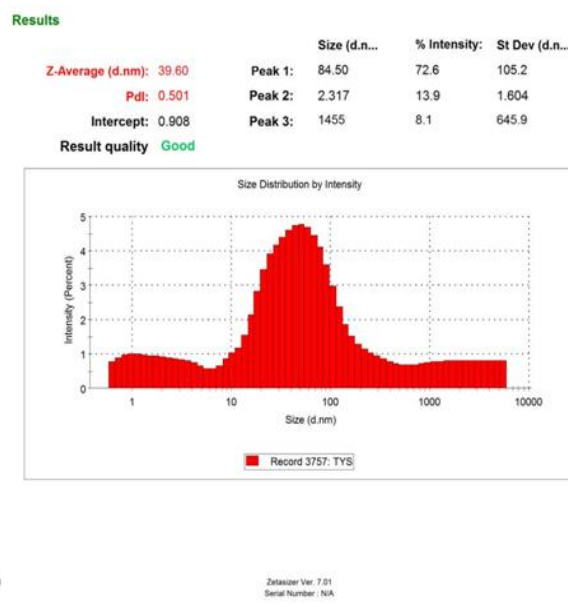 Results
Size (d.n... % Intensity: St Dev (d.n...
Z-Average (d.nm): 39.60 Peak 1: 84.50 72.6 105.2
PdI: 0.501 Peak 2: 2.317 13.9 1.604
Intercept: 0.908 Peak 3: 1455 8.1 645.9
Result quality Good
Size Distribution by Intensity
Intensity (Percent)
5
4
3
2
1
0
1 10 100 1000 10000
Size (d.nm)
Record 3757: TYS
Zetasizer Ver. 7.01
Serial Number : N/A